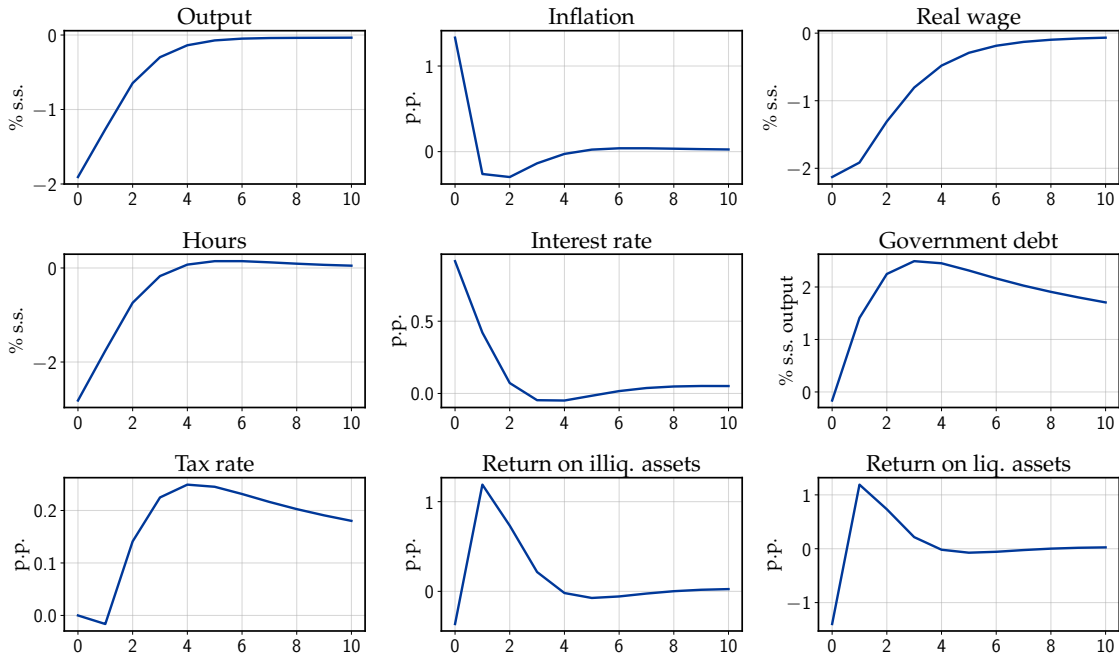 Output
Inflation
Real wage
% s.s.
0
−1
−2
0 2 4 6 8 10
p.p.
1
0
0 2 4 6 8 10
% s.s.
0
−1
−2
0 2 4 6 8 10
Hours
Interest rate
Government debt
% s.s.
0
−2
0 2 4 6 8 10
p.p.
0.5
0.0
0 2 4 6 8 10
% s.s. output
2
1
0
0 2 4 6 8 10
Tax rate
Return on illiq. assets
Return on liq. assets
p.p.
0.2
0.1
0.0
0 2 4 6 8 10
p.p.
1
0
0 2 4 6 8 10
p.p.
1
0
−1
0 2 4 6 8 10